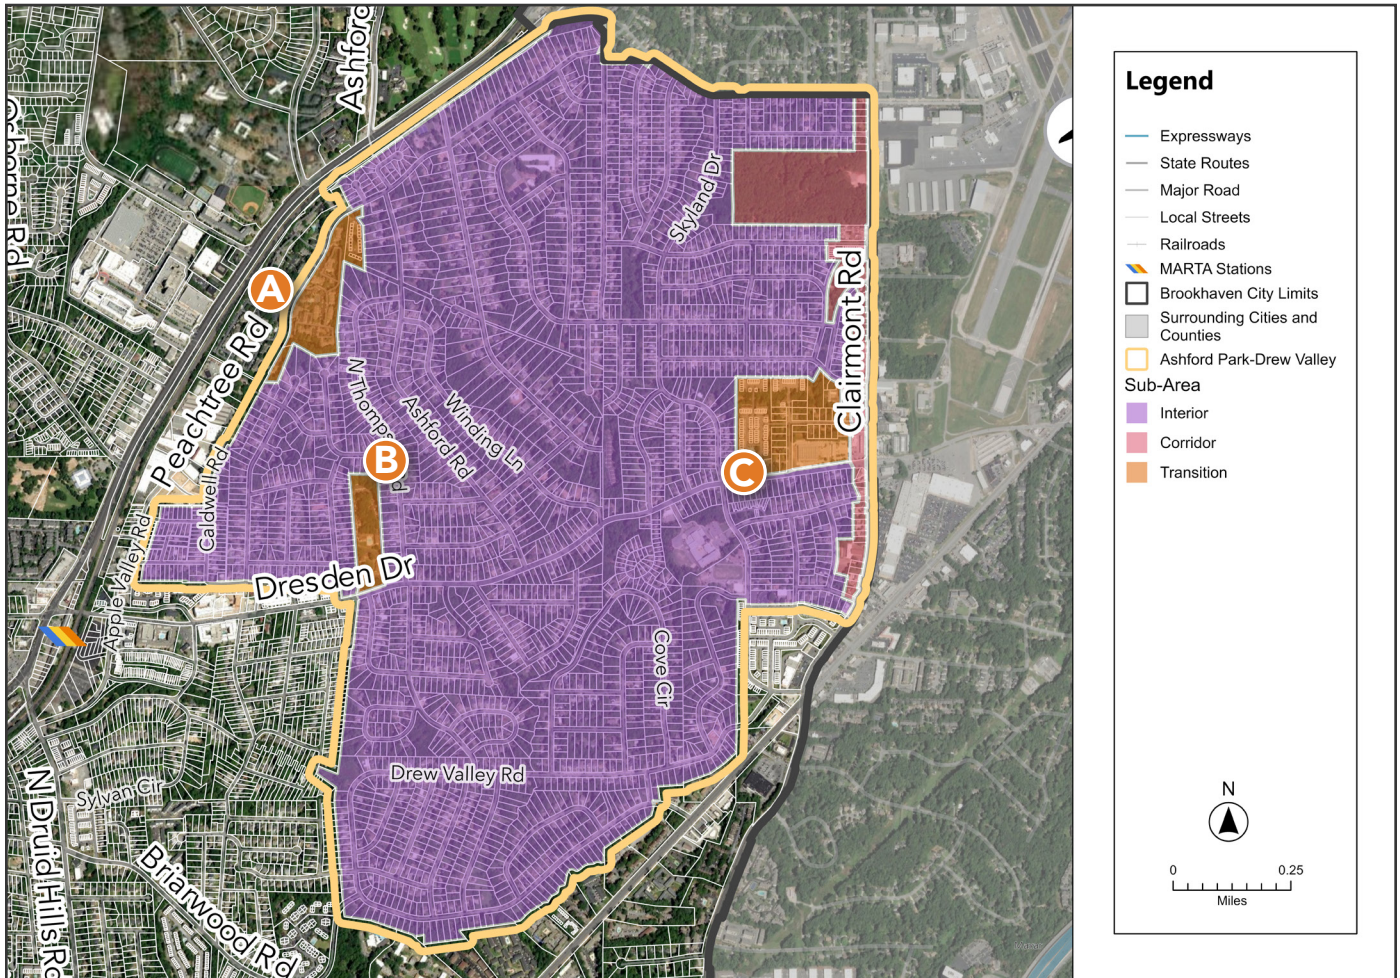 Ashford
Osborne Rd
Skyland Dr
Clairmont Rd
A
Peachtree Rd
N Thomps
d
Ashford Rd
Winding Ln
B
C
Caldwell Rd
Apple Valley Rd
Dresden Dr
Cove Cir
Drew Valley Rd
Sylvan Cir
N Druid Hills Rd
Briarwood Rd
Legend
Expressways
State Routes
Major Road
Local Streets
Railroads
MARTA Stations
Brookhaven City Limits
Surrounding Cities and
Counties
Ashford Park-Drew Valley
Sub-Area
Interior
Corridor
Transition
N
0 0.25
Miles